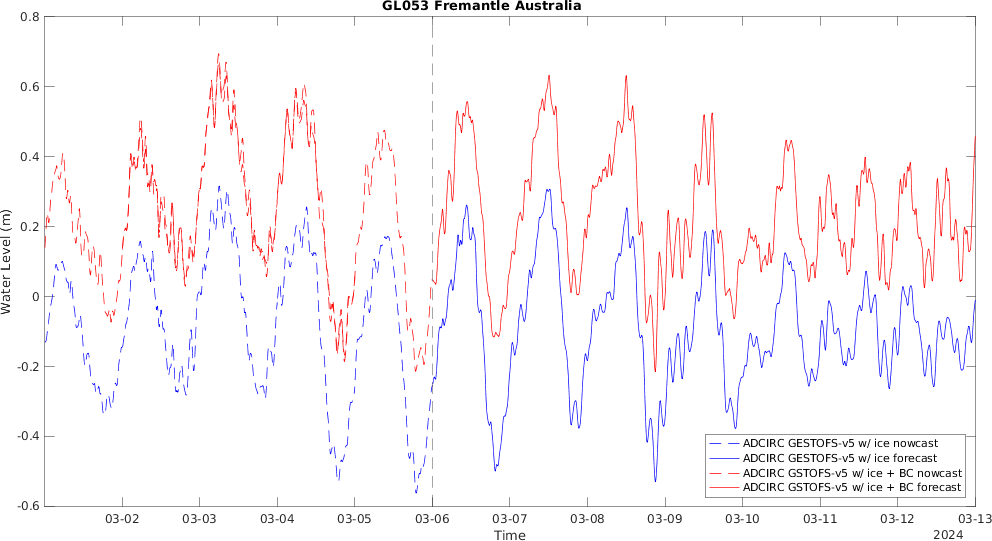 GL053 Fremantle Australia
0.8
0.6
0.4
0.2
0
-0.2
-0.4
-0.6
Water Level (m)
ADCIRC GESTOFS-v5 w/ ice nowcast
ADCIRC GESTOFS-v5 w/ ice forecast
ADCIRC GSTOFS-v5 w/ ice + BC nowcast
ADCIRC GSTOFS-v5 w/ ice + BC forecast
03-02 03-03 03-04 03-05 03-06 03-07 03-08 03-09 03-10 03-11 03-12 03-13
Time
2024